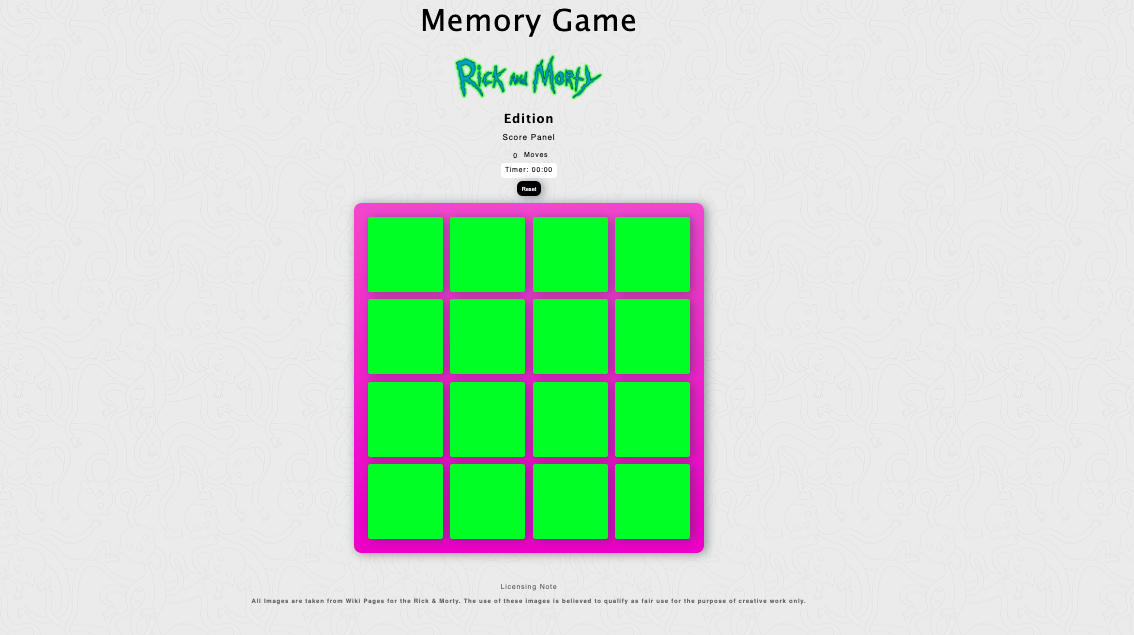 Memory Game
Rick and Morty
Edition
Score Panel
0 Moves
Timer: 00:00
Reset
Licensing Note
All Images are taken from Wiki Pages for the Rick & Morty. The use of these images is believed to qualify as fair use for the purpose of creative work only.